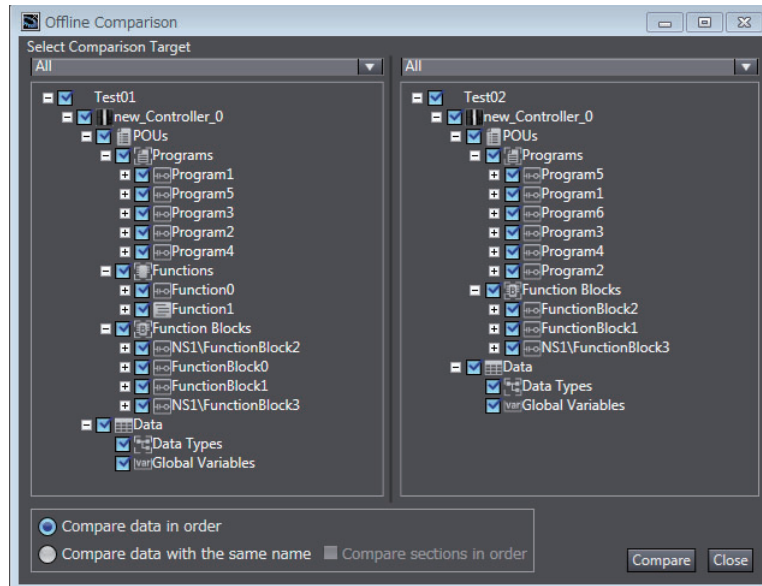 Offline Comparison
Select Comparison Target
All
Test01
new_Controller_0
POUs
Programs
Program1
Program5
Program3
Program2
Program4
Functions
Function0
Function1
Function Blocks
NS1\FunctionBlock2
FunctionBlock0
FunctionBlock1
NS1\FunctionBlock3
Data
Data Types
Global Variables
All
Test02
new_Controller_0
POUs
Programs
Program5
Program1
Program6
Program3
Program4
Program2
Function Blocks
FunctionBlock2
FunctionBlock1
NS1\FunctionBlock3
Data
Data Types
Global Variables
Compare data in order
Compare data with the same name Compare sections in order
Compare Close